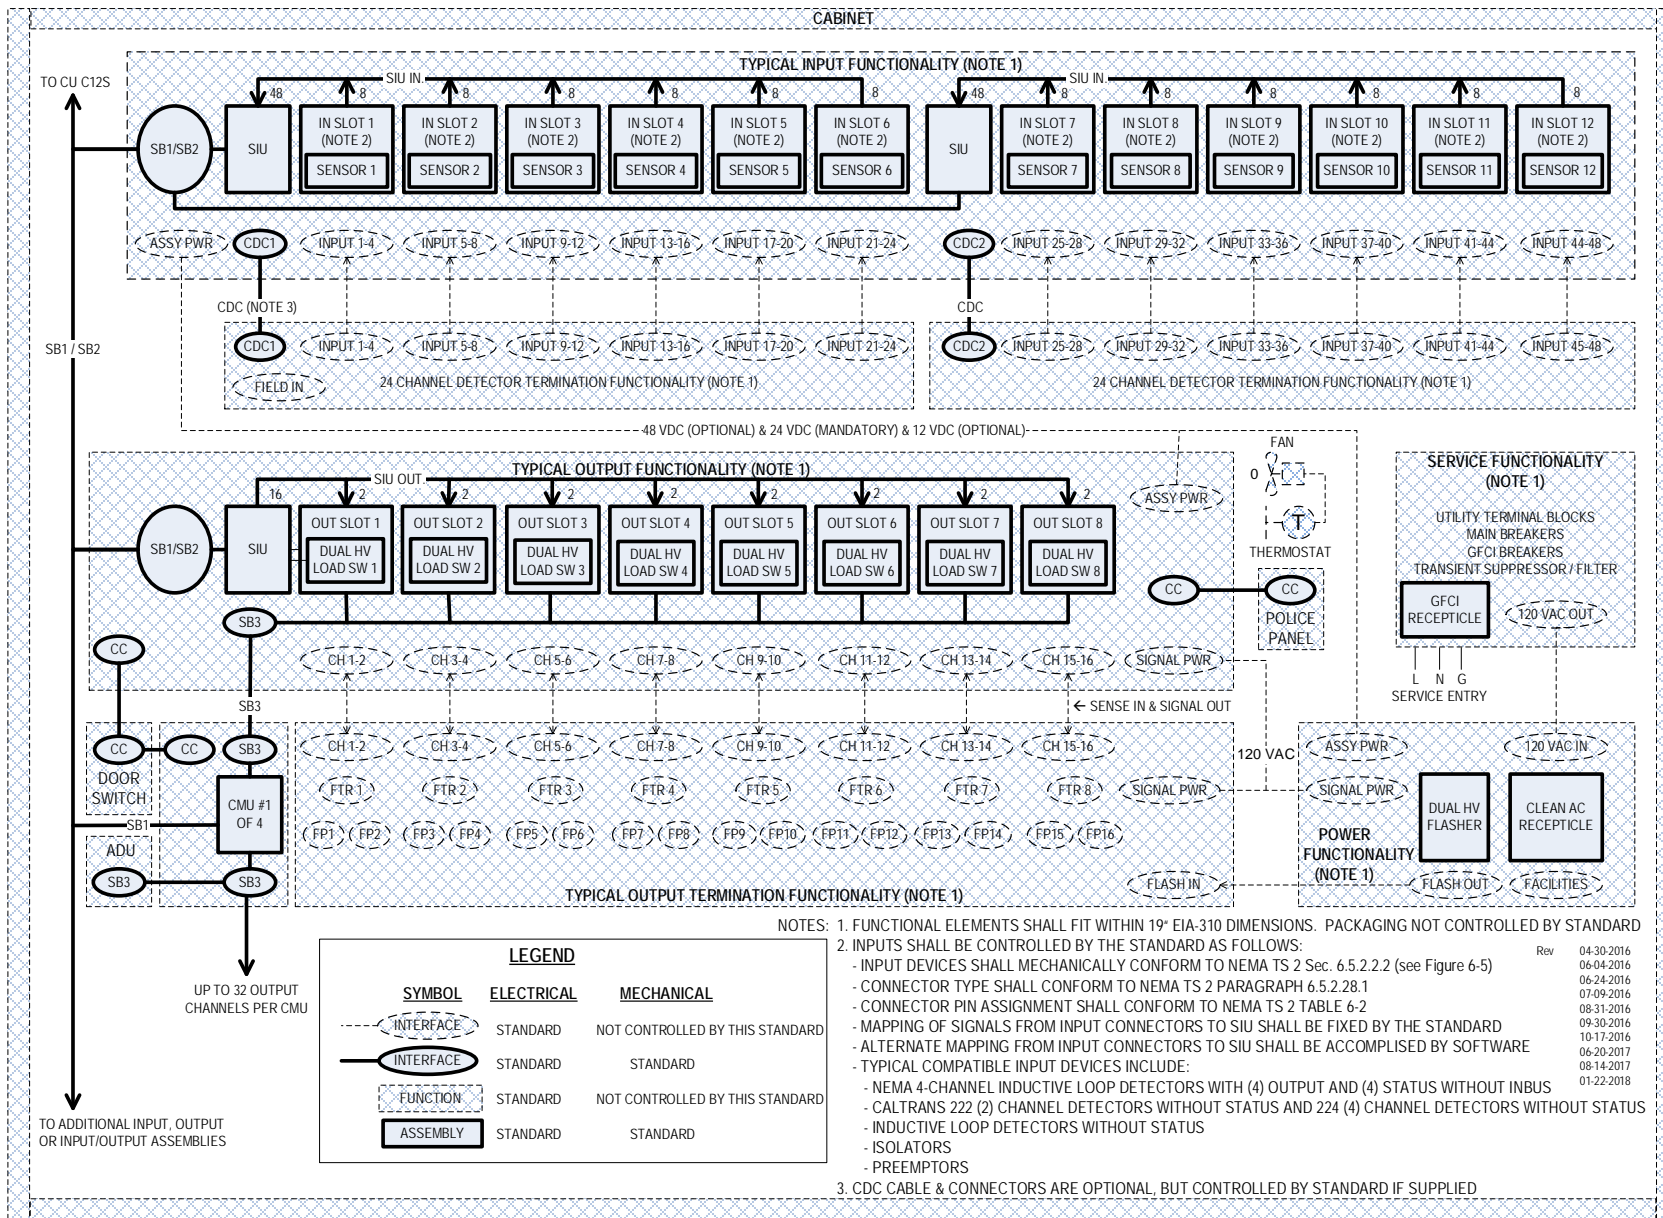 CABINET
TYPICAL INPUT FUNCTIONALITY (NOTE 1)
TO CU C12S
SIU IN
SIU IN
48 8 8 8 8 8 8 48 8 8 8 8 8 8
SB1/SB2
SIU
IN SLOT 1
(NOTE 2)
SENSOR 1
IN SLOT 2
(NOTE 2)
SENSOR 2
IN SLOT 3
(NOTE 2)
SENSOR 3
IN SLOT 4
(NOTE 2)
SENSOR 4
IN SLOT 5
(NOTE 2)
SENSOR 5
IN SLOT 6
(NOTE 2)
SENSOR 6
SIU
IN SLOT 7
(NOTE 2)
SENSOR 7
IN SLOT 8
(NOTE 2)
SENSOR 8
IN SLOT 9
(NOTE 2)
SENSOR 9
IN SLOT 10
(NOTE 2)
SENSOR 10
IN SLOT 11
(NOTE 2)
SENSOR 11
IN SLOT 12
(NOTE 2)
SENSOR 12
ASSY PWR CDC1 INPUT 1-4 INPUT 5-8 INPUT 9-12 INPUT 13-16 INPUT 17-20 INPUT 21-24 CDC2 INPUT 25-28 INPUT 29-32 INPUT 33-36 INPUT 37-40 INPUT 41-44 INPUT 44-48
CDC (NOTE 3)
CDC
SB1 / SB2
CDC1 INPUT 1-4 INPUT 5-8 INPUT 9-12 INPUT 13-16 INPUT 17-20 INPUT 21-24 CDC2 INPUT 25-28 INPUT 29-32 INPUT 33-36 INPUT 37-40 INPUT 41-44 INPUT 45-48
FIELD IN
24 CHANNEL DETECTOR TERMINATION FUNCTIONALITY (NOTE 1)
24 CHANNEL DETECTOR TERMINATION FUNCTIONALITY (NOTE 1)
48 VDC (OPTIONAL) & 24 VDC (MANDATORY) & 12 VDC (OPTIONAL)
TYPICAL OUTPUT FUNCTIONALITY (NOTE 1)
SIU OUT
16 2 2 2 2 2 2 2 2
SB1/SB2
SIU
OUT SLOT 1
DUAL HV
LOAD SW 1
OUT SLOT 2
DUAL HV
LOAD SW 2
OUT SLOT 3
DUAL HV
LOAD SW 3
OUT SLOT 4
DUAL HV
LOAD SW 4
OUT SLOT 5
DUAL HV
LOAD SW 5
OUT SLOT 6
DUAL HV
LOAD SW 6
OUT SLOT 7
DUAL HV
LOAD SW 7
OUT SLOT 8
DUAL HV
LOAD SW 8
ASSY PWR
FAN
0
T
THERMOSTAT
CC
CC
POLICE
PANEL
SERVICE FUNCTIONALITY
(NOTE 1)
UTILITY TERMINAL BLOCKS
MAIN BREAKERS
GFCI BREAKERS
TRANSIENT SUPPRESSOR / FILTER
GFCI
RECEPTICLE
120 VAC OUT
L N G
SERVICE ENTRY
SB3
CC
CH 1-2 CH 3-4 CH 5-6 CH 7-8 CH 9-10 CH 11-12 CH 13-14 CH 15-16 SIGNAL PWR
SB3
← SENSE IN & SIGNAL OUT
CC CC SB3
DOOR
SWITCH
CMU #1
OF 4
SB1
ADU
SB3 SB3
CH 1-2 CH 3-4 CH 5-6 CH 7-8 CH 9-10 CH 11-12 CH 13-14 CH 15-16
FTR 1 FTR 2 FTR 3 FTR 4 FTR 5 FTR 6 FTR 7 FTR 8 SIGNAL PWR
FP1 FP2 FP3 FP4 FP5 FP6 FP7 FP8 FP9 FP10 FP11 FP12 FP13 FP14 FP15 FP16
FLASH IN
TYPICAL OUTPUT TERMINATION FUNCTIONALITY (NOTE 1)
120 VAC
ASSY PWR
120 VAC IN
SIGNAL PWR
DUAL HV
FLASHER
CLEAN AC
RECEPTICLE
POWER
FUNCTIONALITY
(NOTE 1)
FLASH OUT
FACILITIES
UP TO 32 OUTPUT
CHANNELS PER CMU
TO ADDITIONAL INPUT, OUTPUT
OR INPUT/OUTPUT ASSEMBLIES
LEGEND
SYMBOL ELECTRICAL MECHANICAL
INTERFACE STANDARD NOT CONTROLLED BY THIS STANDARD
INTERFACE STANDARD STANDARD
FUNCTION STANDARD NOT CONTROLLED BY THIS STANDARD
ASSEMBLY STANDARD STANDARD
NOTES: 1. FUNCTIONAL ELEMENTS SHALL FIT WITHIN 19" EIA-310 DIMENSIONS. PACKAGING NOT CONTROLLED BY STANDARD
2. INPUTS SHALL BE CONTROLLED BY THE STANDARD AS FOLLOWS:
- INPUT DEVICES SHALL MECHANICALLY CONFORM TO NEMA TS 2 Sec. 6.5.2.2.2 (see Figure 6-5)
- CONNECTOR TYPE SHALL CONFORM TO NEMA TS 2 PARAGRAPH 6.5.2.28.1
- CONNECTOR PIN ASSIGNMENT SHALL CONFORM TO NEMA TS 2 TABLE 6-2
- MAPPING OF SIGNALS FROM INPUT CONNECTORS TO SIU SHALL BE FIXED BY THE STANDARD
- ALTERNATE MAPPING FROM INPUT CONNECTORS TO SIU SHALL BE ACCOMPLISED BY SOFTWARE
- TYPICAL COMPATIBLE INPUT DEVICES INCLUDE:
- NEMA 4-CHANNEL INDUCTIVE LOOP DETECTORS WITH (4) OUTPUT AND (4) STATUS WITHOUT INBUS
- CALTRANS 222 (2) CHANNEL DETECTORS WITHOUT STATUS AND 224 (4) CHANNEL DETECTORS WITHOUT STATUS
- INDUCTIVE LOOP DETECTORS WITHOUT STATUS
- ISOLATORS
- PREEMPTORS
3. CDC CABLE & CONNECTORS ARE OPTIONAL, BUT CONTROLLED BY STANDARD IF SUPPLIED
Rev 04-30-2016
06-04-2016
06-24-2016
07-09-2016
08-31-2016
09-30-2016
10-17-2016
06-20-2017
08-14-2017
01-22-2018